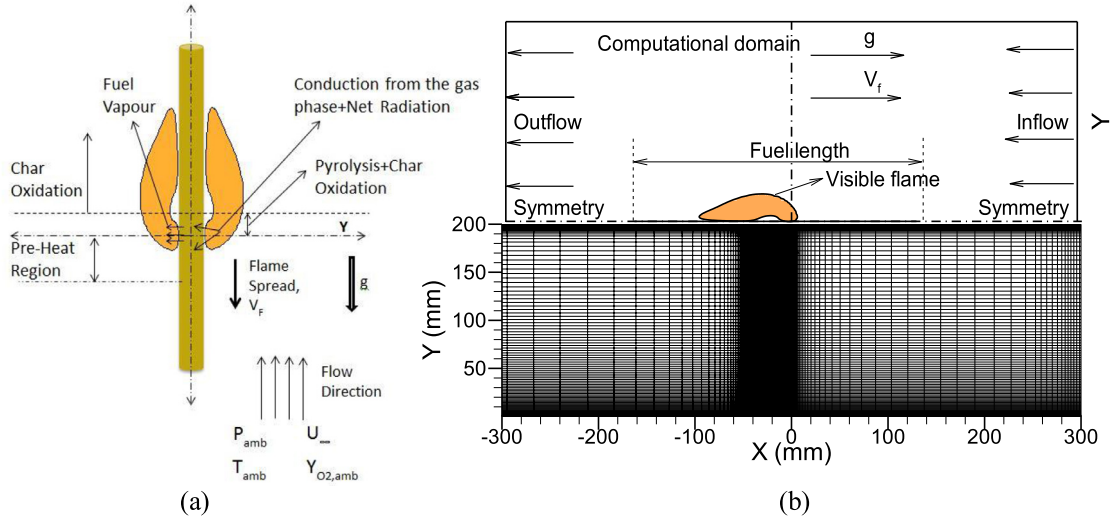 Fuel
Vapour
Conduction from the gas
phase+Net Radiation
Char
Oxidation
Pyrolysis+Char
Oxidation
Y
Pre-Heat
Region
Flame
Spread,
V_F
g
Flow
Direction
P_amb
U_∞
T_amb
Y_O2,amb
(a)
Computational domain
g
V_f
Outflow
Inflow
Y
Fuel length
Visible flame
Symmetry
Symmetry
200
150
100
50
Y (mm)
-300
-200
-100
0
100
200
300
X (mm)
(b)